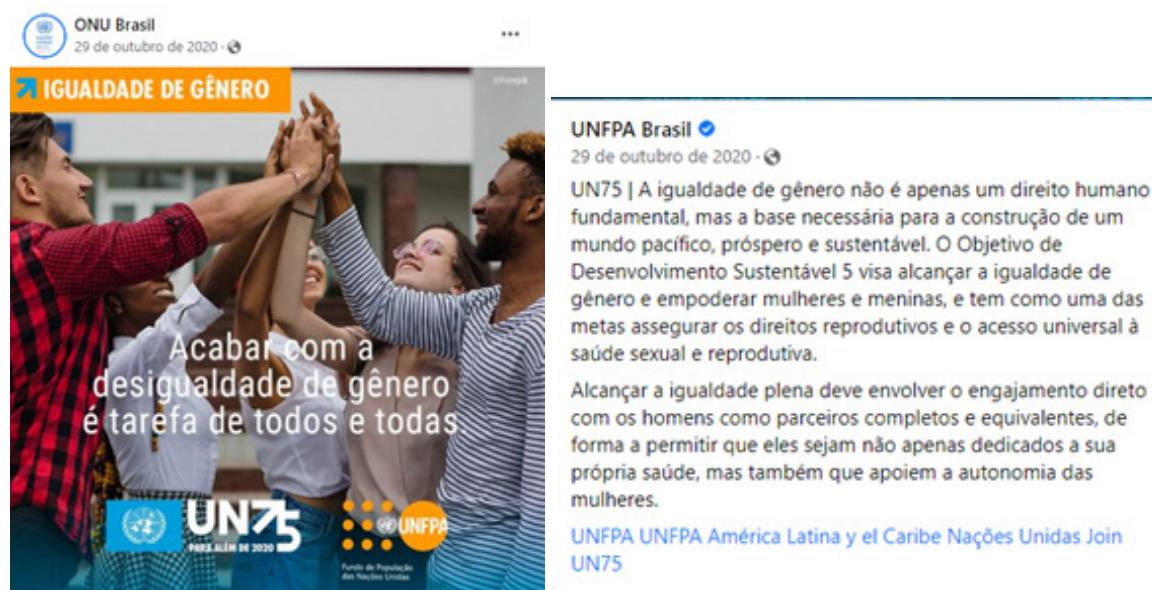 ONU Brasil
29 de outubro de 2020 ·
IGUALDADE DE GÊNERO
©Freepik
Acabar com a
desigualdade de gênero
é tarefa de todos e todas.
UN75
PARA ALÉM DE 2020
UNFPA
Fundo de População
das Nações Unidas
UNFPA Brasil
29 de outubro de 2020 ·
UN75 | A igualdade de gênero não é apenas um direito humano
fundamental, mas a base necessária para a construção de um
mundo pacífico, próspero e sustentável. O Objetivo de
Desenvolvimento Sustentável 5 visa alcançar a igualdade de
gênero e empoderar mulheres e meninas, e tem como uma das
metas assegurar os direitos reprodutivos e o acesso universal à
saúde sexual e reprodutiva.
Alcançar a igualdade plena deve envolver o engajamento direto
com os homens como parceiros completos e equivalentes, de
forma a permitir que eles sejam não apenas dedicados a sua
própria saúde, mas também que apoiem a autonomia das
mulheres.
UNFPA UNFPA América Latina y el Caribe Nações Unidas Join
UN75